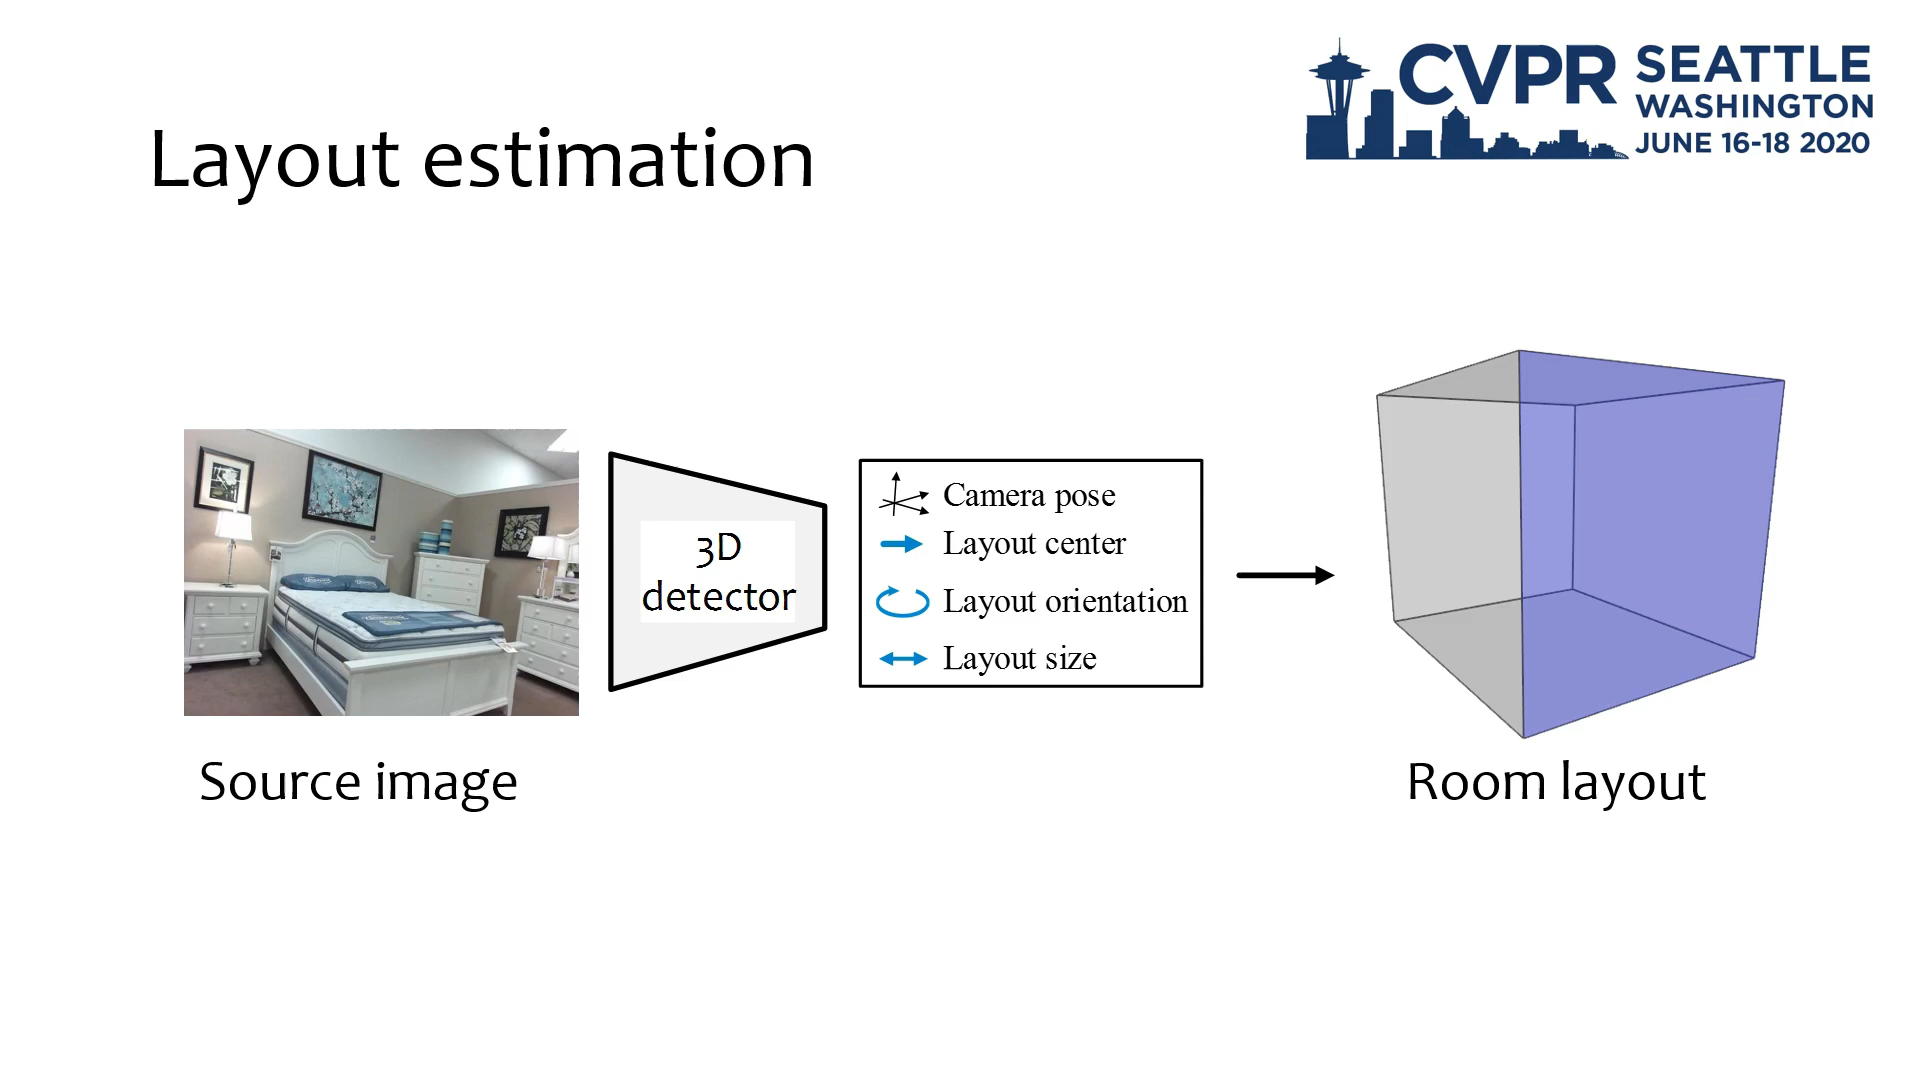 CVPR SEATTLE
WASHINGTON
JUNE 16-18 2020
Layout estimation
3D
detector
Camera pose
Layout center
Layout orientation
Layout size
Source image
Room layout